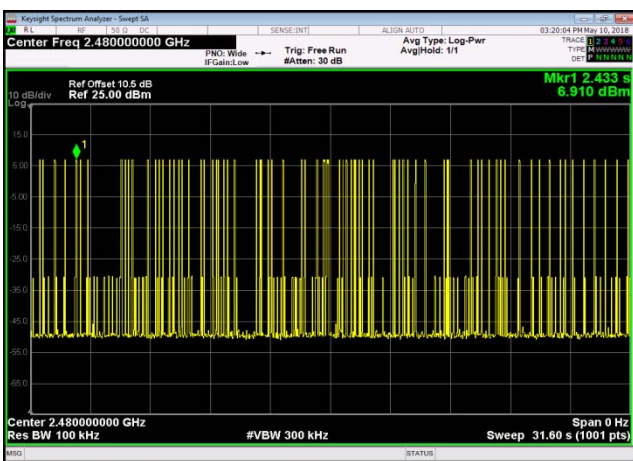 Keysight Spectrum Analyzer - Swept SA
RL RF 50 Ω DC SENSE:INT ALIGN AUTO 03:20:04 PM May 10, 2018
Center Freq 2.480000000 GHz
PNO: Wide
IFGain:Low
Trig: Free Run
#Atten: 30 dB
Avg Type: Log-Pwr
Avg|Hold: 1/1
TRACE 1 2 3 4 5 6
TYPE M W W W W W
DET P N N N N N
Ref Offset 10.5 dB
10 dB/div Ref 25.00 dBm
Log
Mkr1 2.433 s
6.910 dBm
1
15.0
5.00
-5.00
-15.0
-25.0
-35.0
-45.0
-55.0
-65.0
Center 2.480000000 GHz Span 0 Hz
Res BW 100 kHz #VBW 300 kHz Sweep 31.60 s (1001 pts)
MSG STATUS